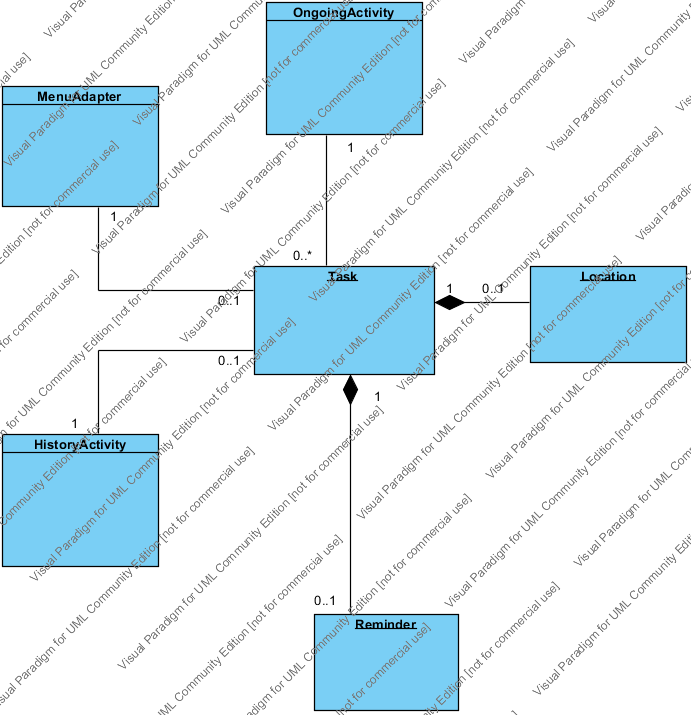 OngoingActivity
MenuAdapter
1
1
0..*
Task
0..1
1
0..1
Location
0..1
1
1
HistoryActivity
0..1
Reminder
Visual Paradigm for UML Community Edition [not for commercial use]